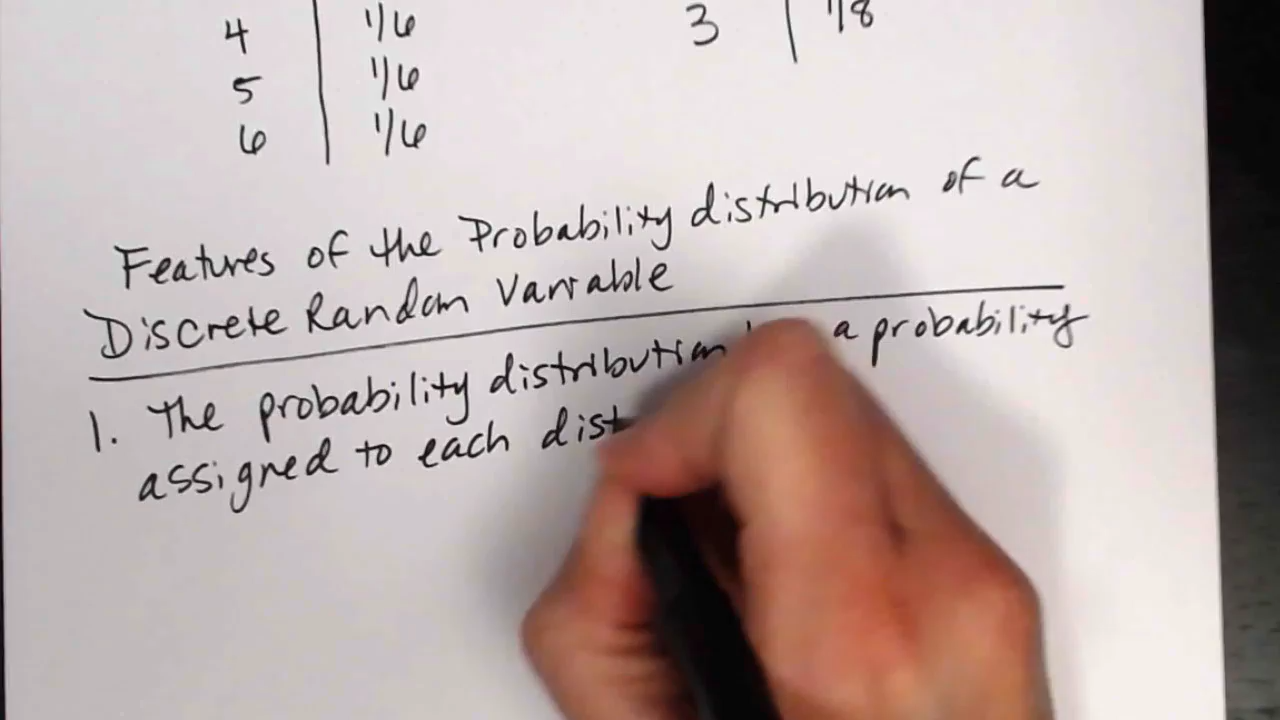 4 1/6 3 1/8
5 1/6
6 1/6
Features of the Probability distribution of a
Discrete Random Variable
1. The probability distribution a probability
assigned to each dist